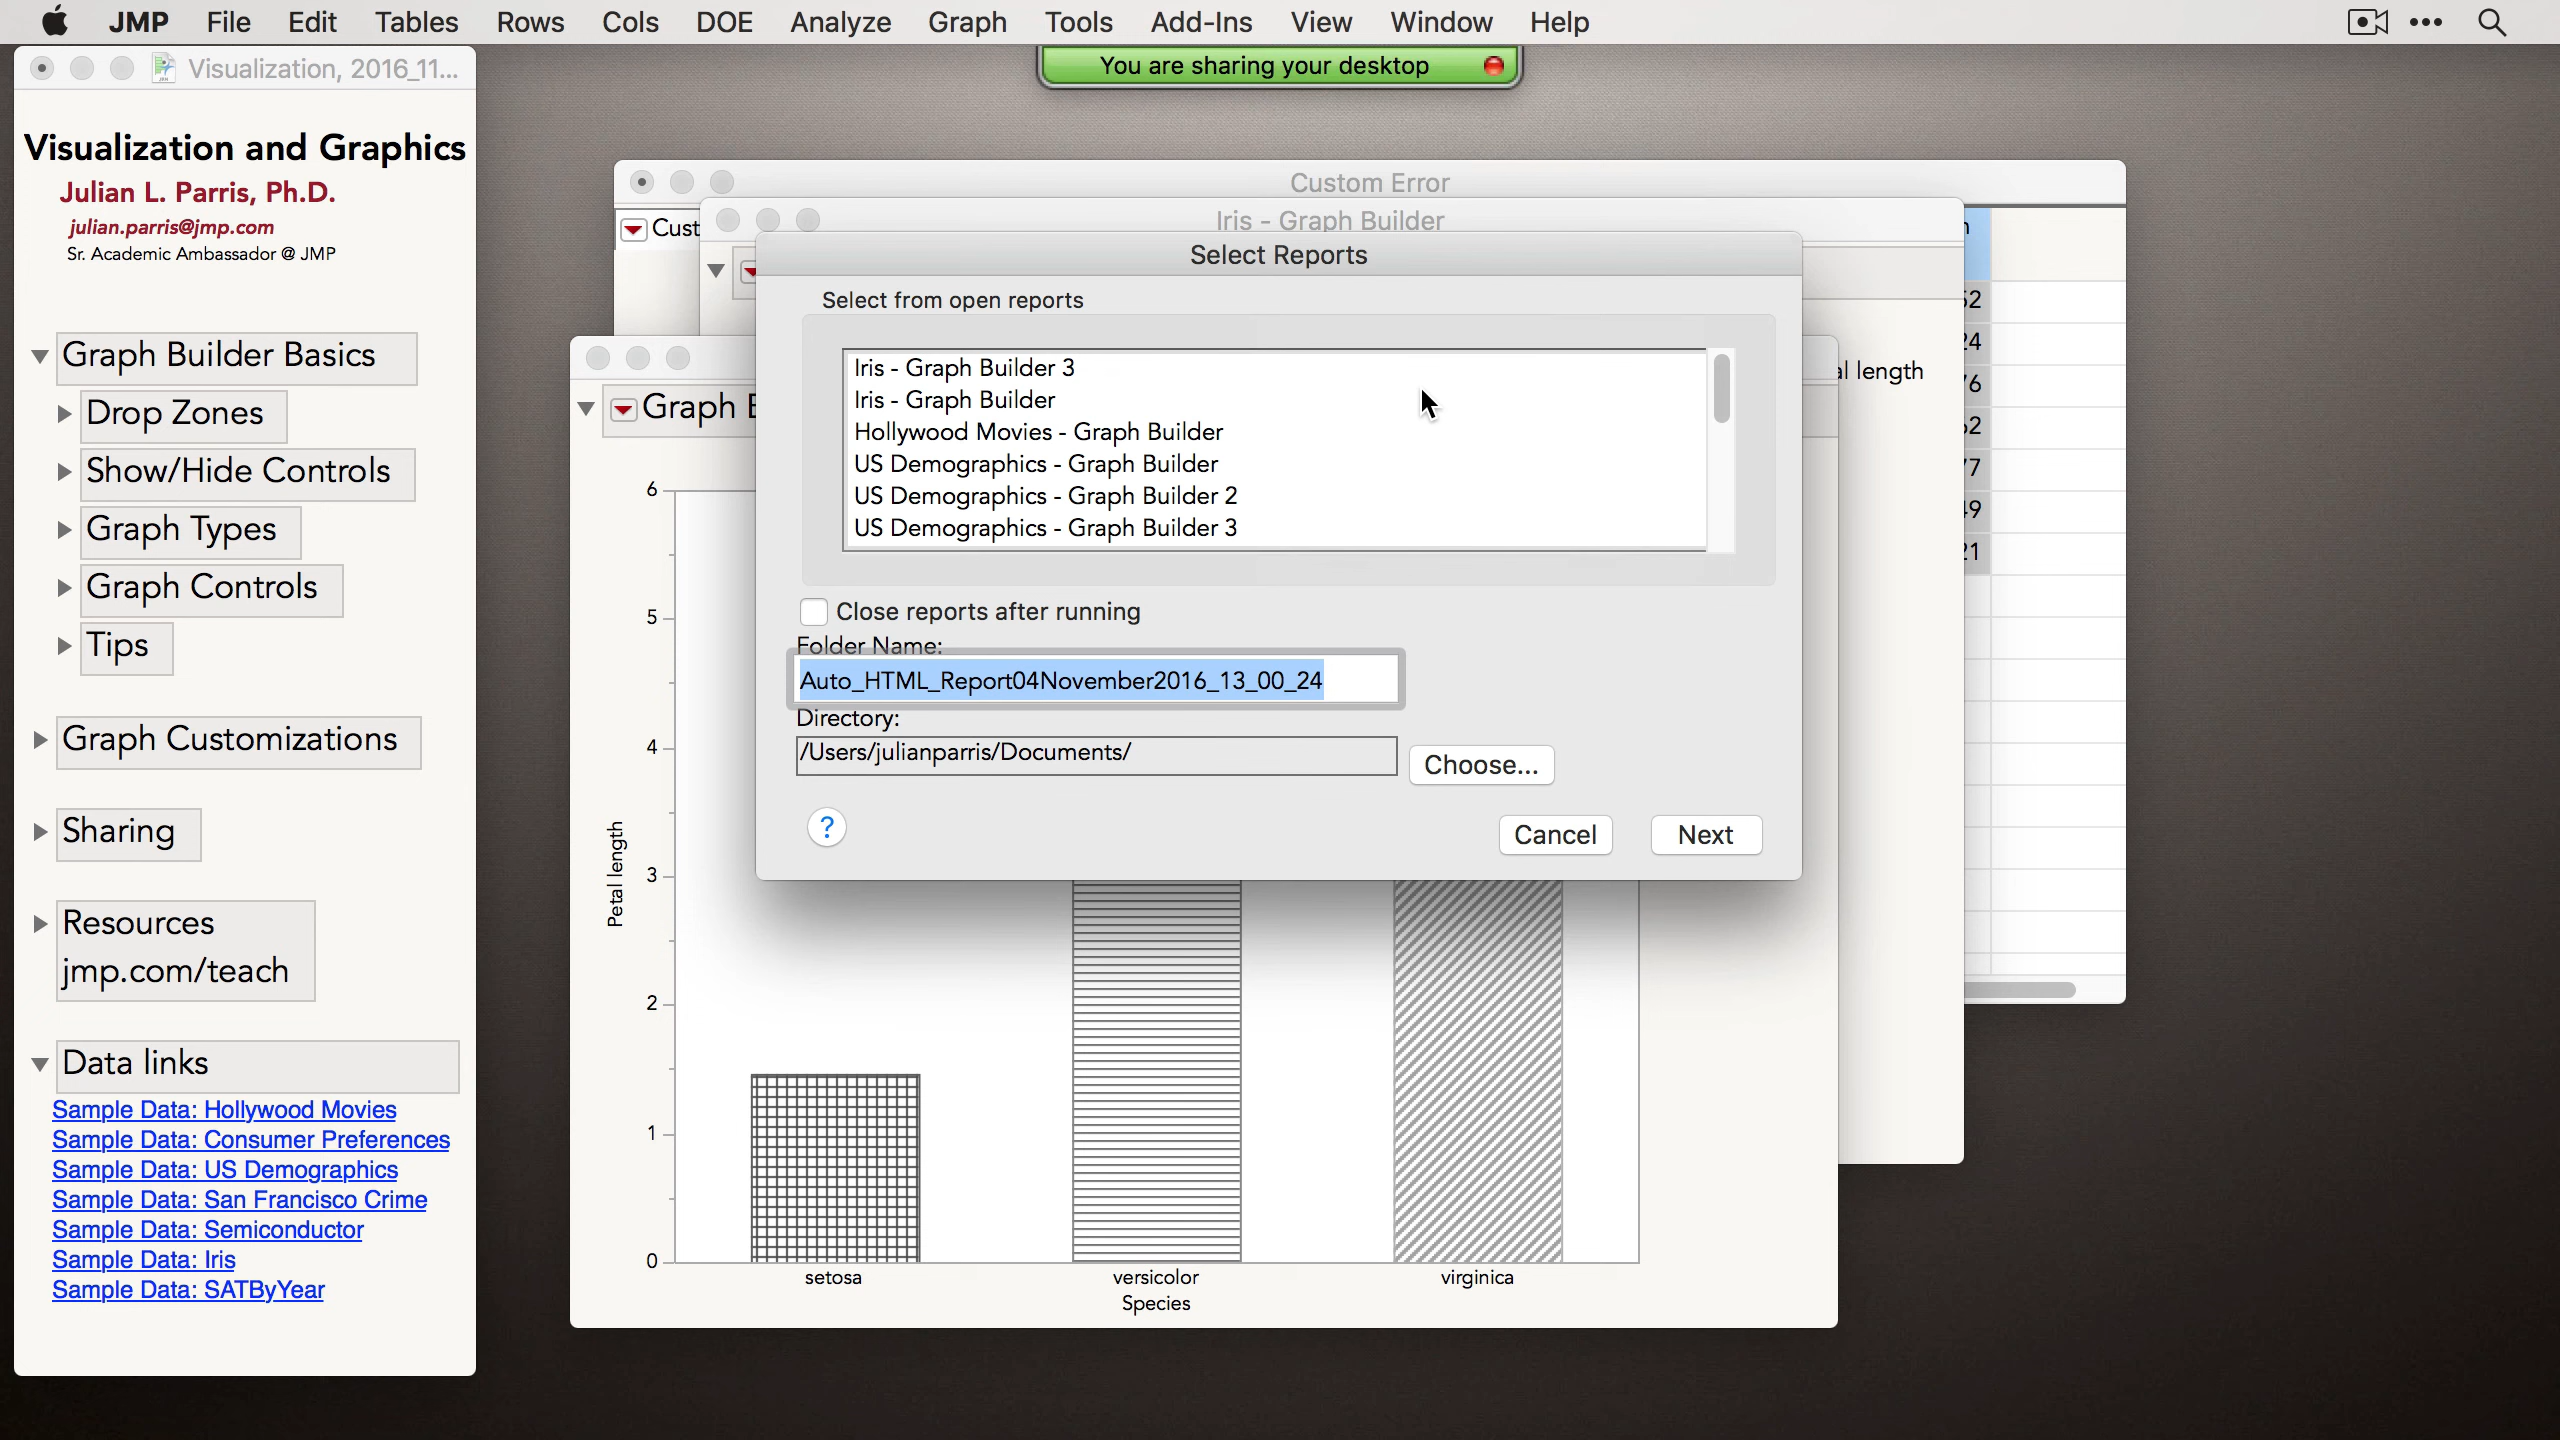 JMP File Edit Tables Rows Cols DOE Analyze Graph Tools Add-Ins View Window Help
You are sharing your desktop
Visualization, 2016_11...
Visualization and Graphics
Julian L. Parris, Ph.D.
julian.parris@jmp.com
Sr. Academic Ambassador @ JMP
Graph Builder Basics
Drop Zones
Show/Hide Controls
Graph Types
Graph Controls
Tips
Graph Customizations
Sharing
Resources
jmp.com/teach
Data links
Sample Data: Hollywood Movies
Sample Data: Consumer Preferences
Sample Data: US Demographics
Sample Data: San Francisco Crime
Sample Data: Semiconductor
Sample Data: Iris
Sample Data: SATByYear
Custom Error
Cust
Iris - Graph Builder
Select Reports
Select from open reports
Iris - Graph Builder 3
Iris - Graph Builder
Hollywood Movies - Graph Builder
US Demographics - Graph Builder
US Demographics - Graph Builder 2
US Demographics - Graph Builder 3
Close reports after running
Folder Name:
Auto_HTML_Report04November2016_13_00_24
Directory:
/Users/julianparris/Documents/
Choose...
?
Cancel
Next
Graph
al length
Petal length
6
5
4
3
2
1
0
setosa
versicolor
virginica
Species